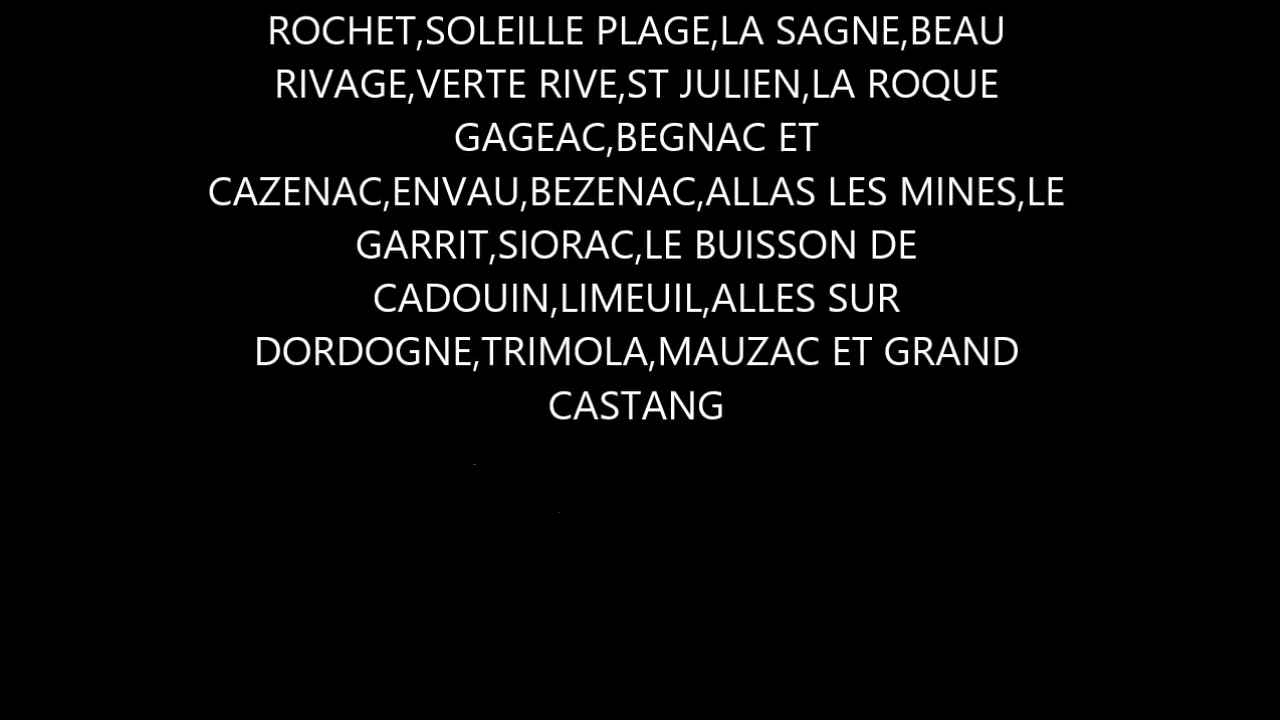 ROCHET,SOLEILLE PLAGE,LA SAGNE,BEAU
RIVAGE,VERTE RIVE,ST JULIEN,LA ROQUE
GAGEAC,BEGNAC ET
CAZENAC,ENVAU,BEZENAC,ALLAS LES MINES,LE
GARRIT,SIORAC,LE BUISSON DE
CADOUIN,LIMEUIL,ALLES SUR
DORDOGNE,TRIMOLA,MAUZAC ET GRAND
CASTANG